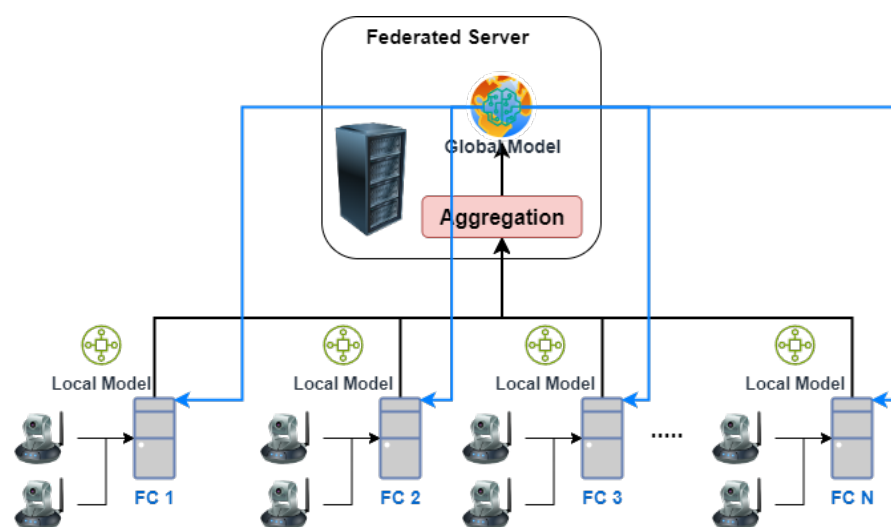 Federated Server
Global Model
Aggregation
Local Model
Local Model
Local Model
Local Model
.....
FC 1
FC 2
FC 3
FC N